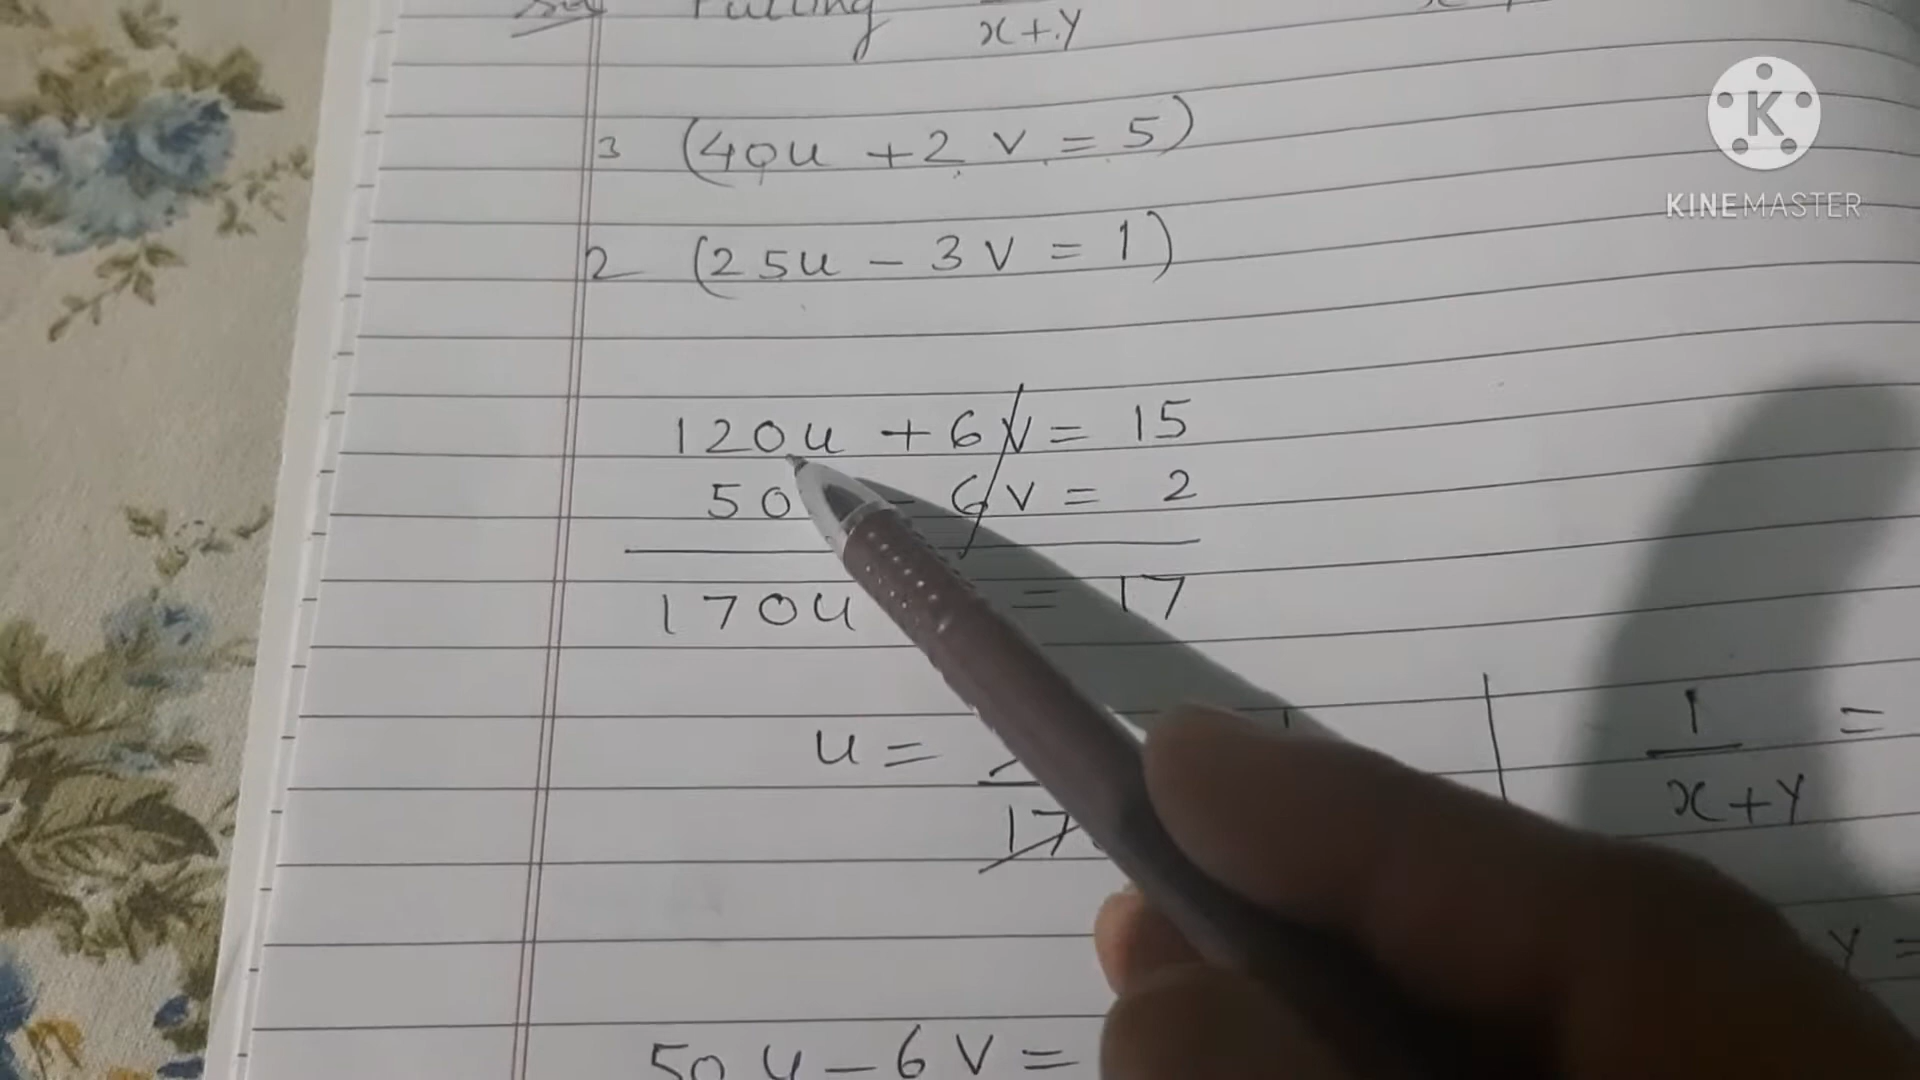 Putting
x+y
3 (40u + 2v = 5)
2 (25u - 3v = 1)
120u + 6v = 15
50 - 6v = 2
170u = 17
u =
17
1
x+y
=
y =
50u - 6v =
K
KINEMASTER